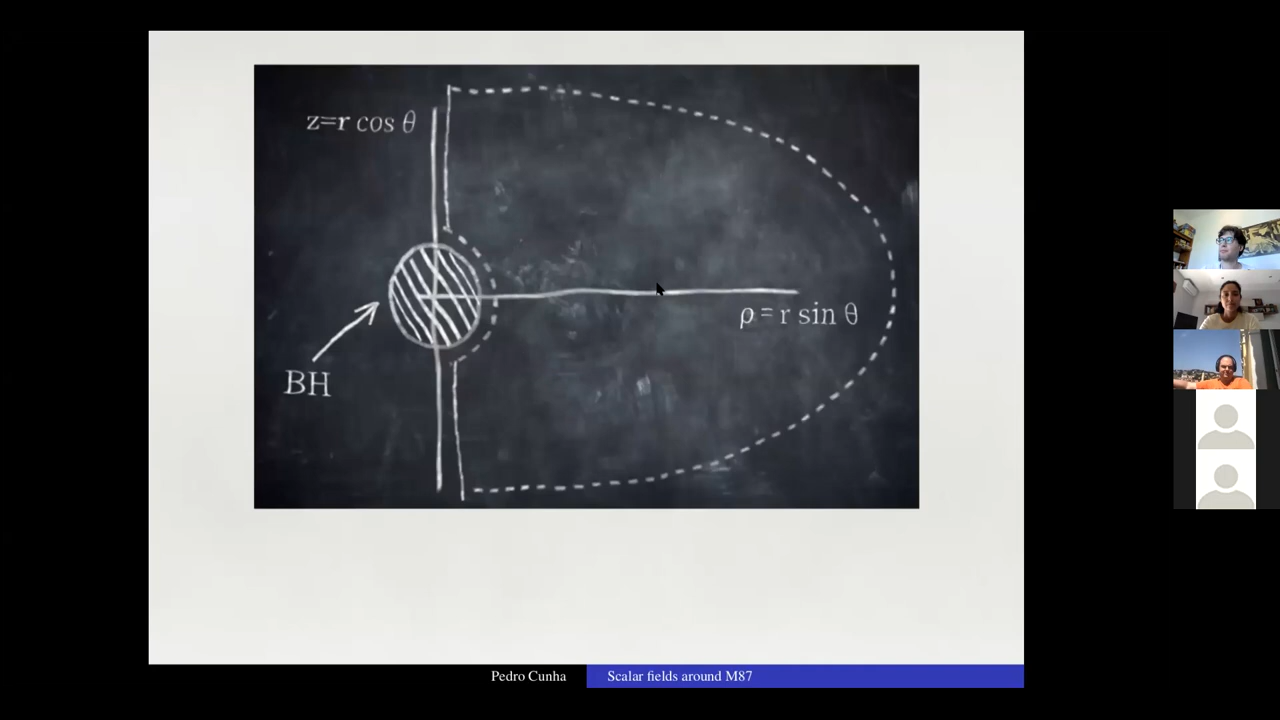 z=r cos θ
ρ = r sin θ
BH
Pedro Cunha
Scalar fields around M87